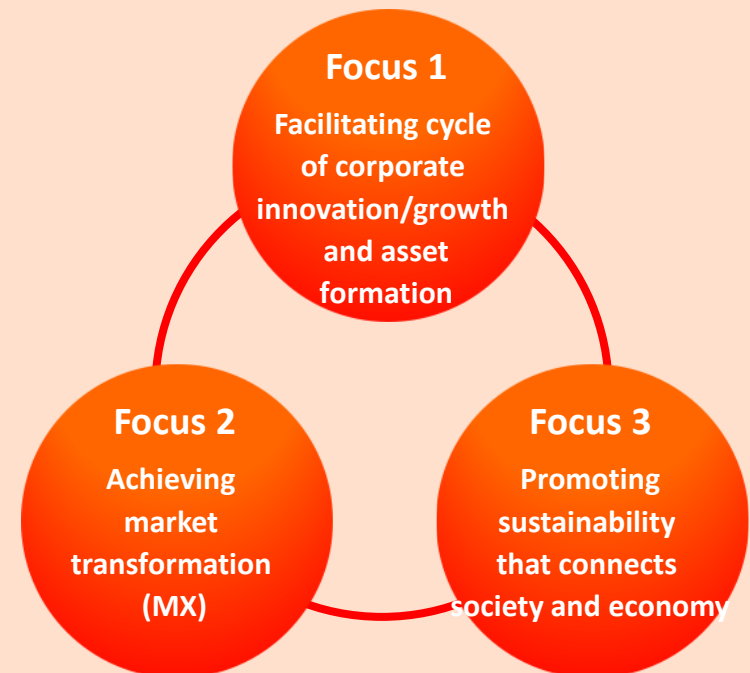 Focus 1
Facilitating cycle
of corporate
innovation/growth
and asset
formation
Focus 2
Achieving
market
transformation
(MX)
Focus 3
Promoting
sustainability
that connects
society and economy